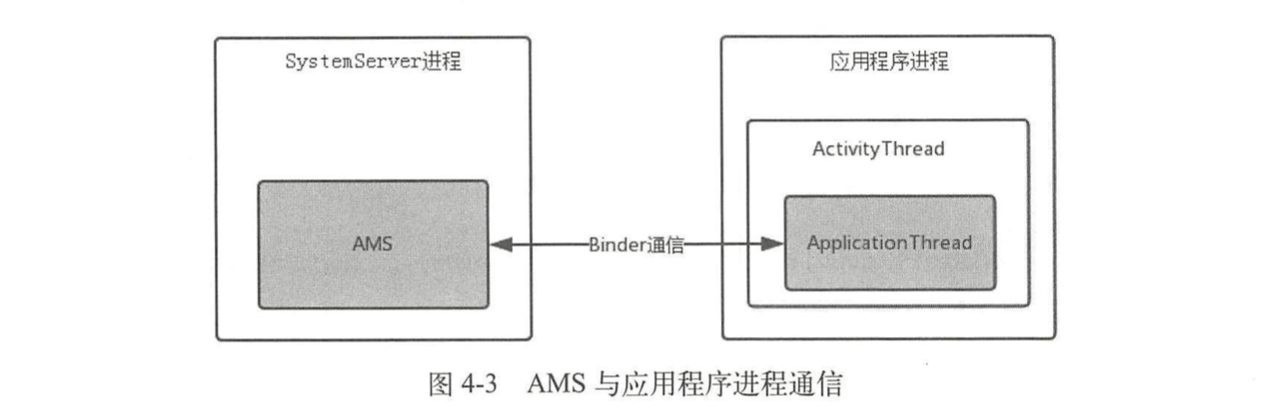 SystemServer进程
应用程序进程
ActivityThread
AMS
Binder通信
ApplicationThread
图 4-3 AMS 与应用程序进程通信